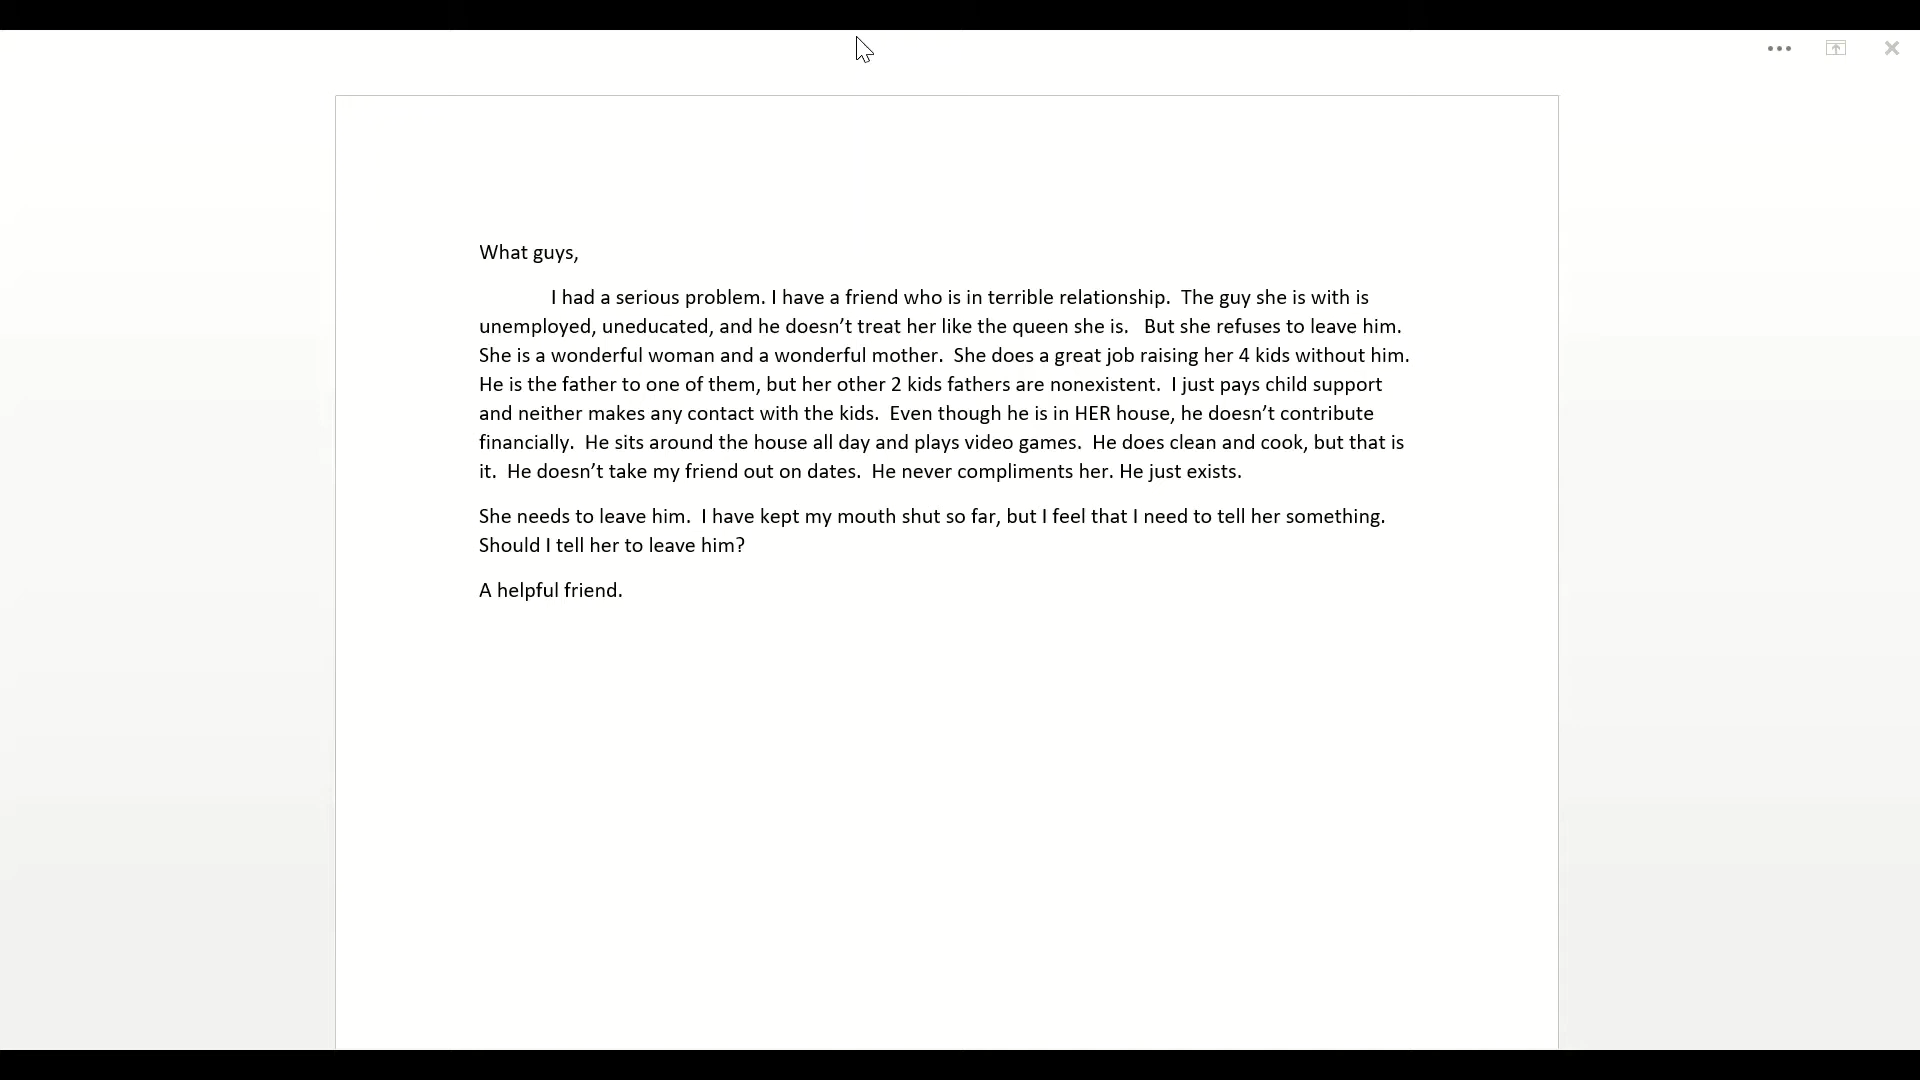 What guys,
I had a serious problem. I have a friend who is in terrible relationship.  The guy she is with is
unemployed, uneducated, and he doesn’t treat her like the queen she is.   But she refuses to leave him.
She is a wonderful woman and a wonderful mother.  She does a great job raising her 4 kids without him.
He is the father to one of them, but her other 2 kids fathers are nonexistent.  I just pays child support
and neither makes any contact with the kids.  Even though he is in HER house, he doesn’t contribute
financially.  He sits around the house all day and plays video games.  He does clean and cook, but that is
it.  He doesn’t take my friend out on dates.  He never compliments her. He just exists.
She needs to leave him.  I have kept my mouth shut so far, but I feel that I need to tell her something.
Should I tell her to leave him?
A helpful friend.